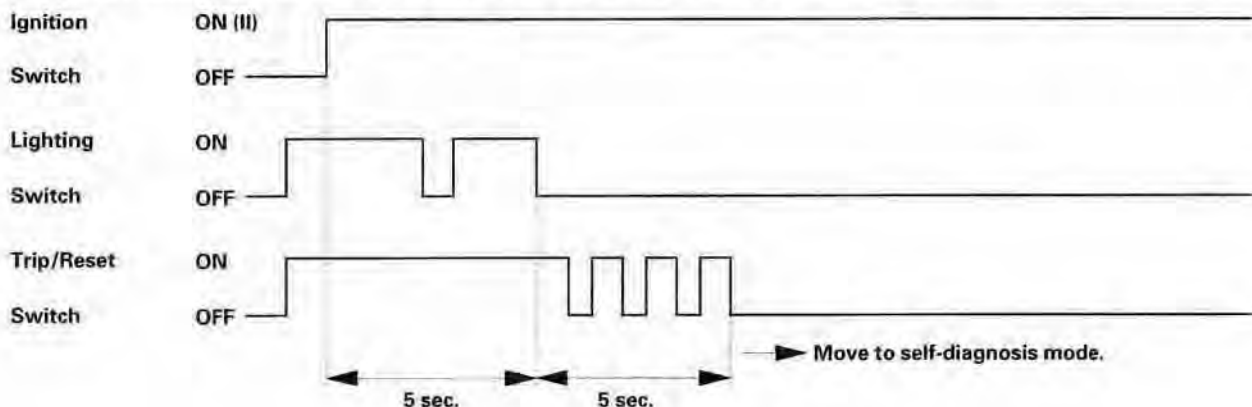 Ignition ON (II)
Switch OFF
Lighting ON
Switch OFF
Trip/Reset ON
Switch OFF
Move to self-diagnosis mode.
5 sec. 5 sec.